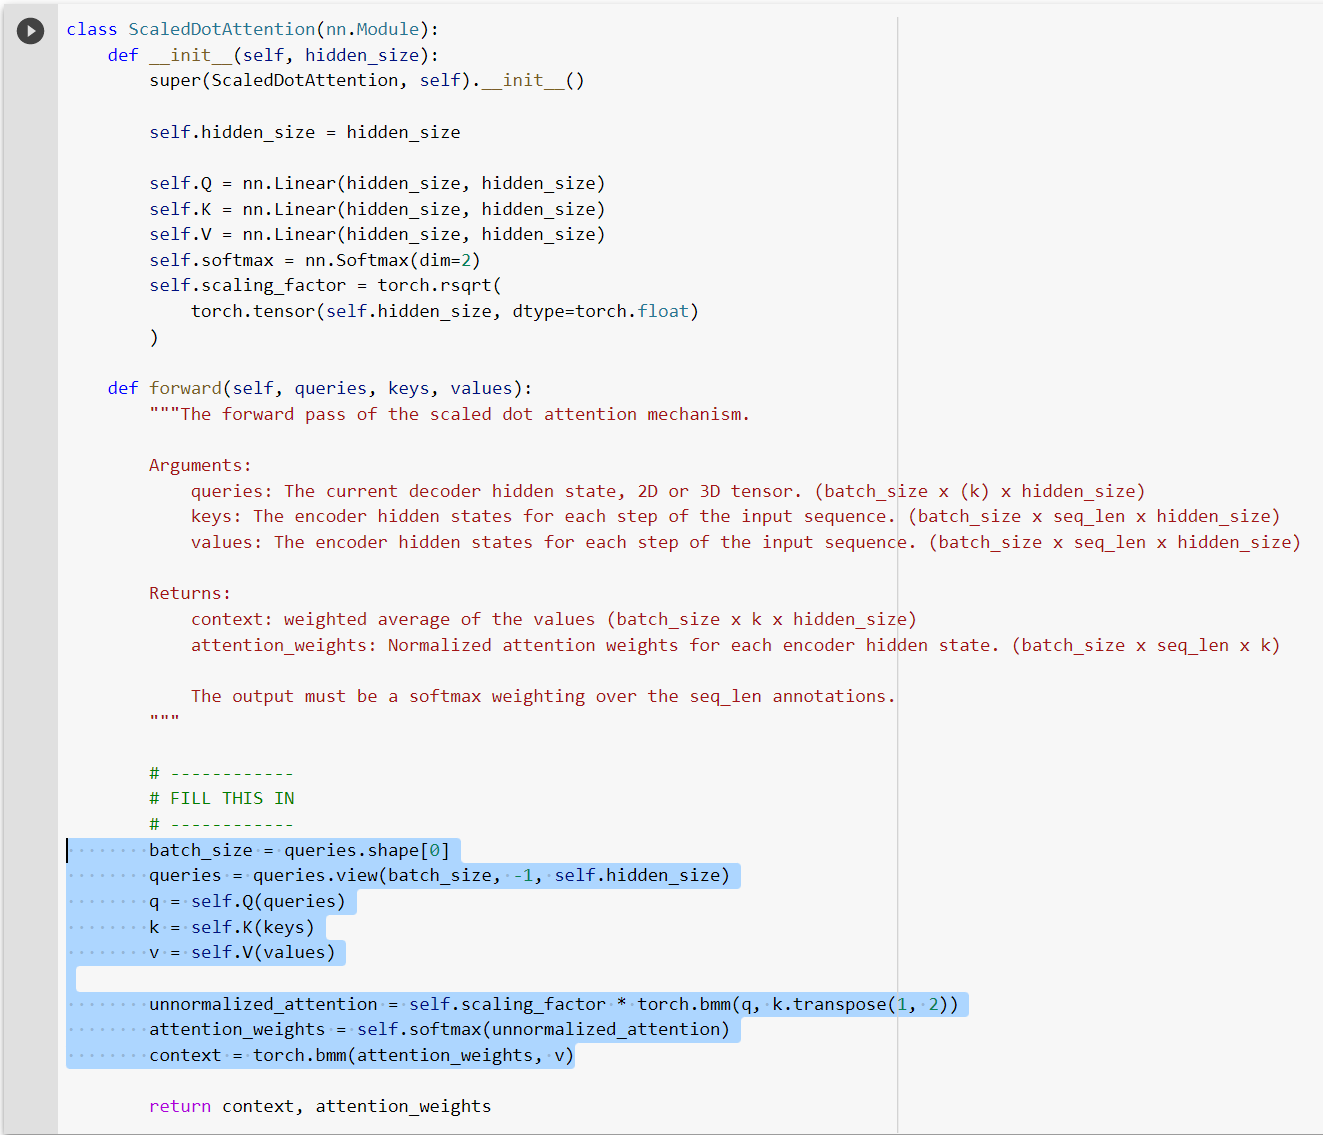 class ScaledDotAttention(nn.Module):
    def __init__(self, hidden_size):
        super(ScaledDotAttention, self).__init__()

        self.hidden_size = hidden_size

        self.Q = nn.Linear(hidden_size, hidden_size)
        self.K = nn.Linear(hidden_size, hidden_size)
        self.V = nn.Linear(hidden_size, hidden_size)
        self.softmax = nn.Softmax(dim=2)
        self.scaling_factor = torch.rsqrt(
            torch.tensor(self.hidden_size, dtype=torch.float)
        )

    def forward(self, queries, keys, values):
        """The forward pass of the scaled dot attention mechanism.

        Arguments:
            queries: The current decoder hidden state, 2D or 3D tensor. (batch_size x (k) x hidden_size)
            keys: The encoder hidden states for each step of the input sequence. (batch_size x seq_len x hidden_size)
            values: The encoder hidden states for each step of the input sequence. (batch_size x seq_len x hidden_size)

        Returns:
            context: weighted average of the values (batch_size x k x hidden_size)
            attention_weights: Normalized attention weights for each encoder hidden state. (batch_size x seq_len x k)

            The output must be a softmax weighting over the seq_len annotations.
        """

        # ------------
        # FILL THIS IN
        # ------------
        batch_size = queries.shape[0]
        queries = queries.view(batch_size, -1, self.hidden_size)
        q = self.Q(queries)
        k = self.K(keys)
        v = self.V(values)

        unnormalized_attention = self.scaling_factor * torch.bmm(q, k.transpose(1, 2))
        attention_weights = self.softmax(unnormalized_attention)
        context = torch.bmm(attention_weights, v)

        return context, attention_weights